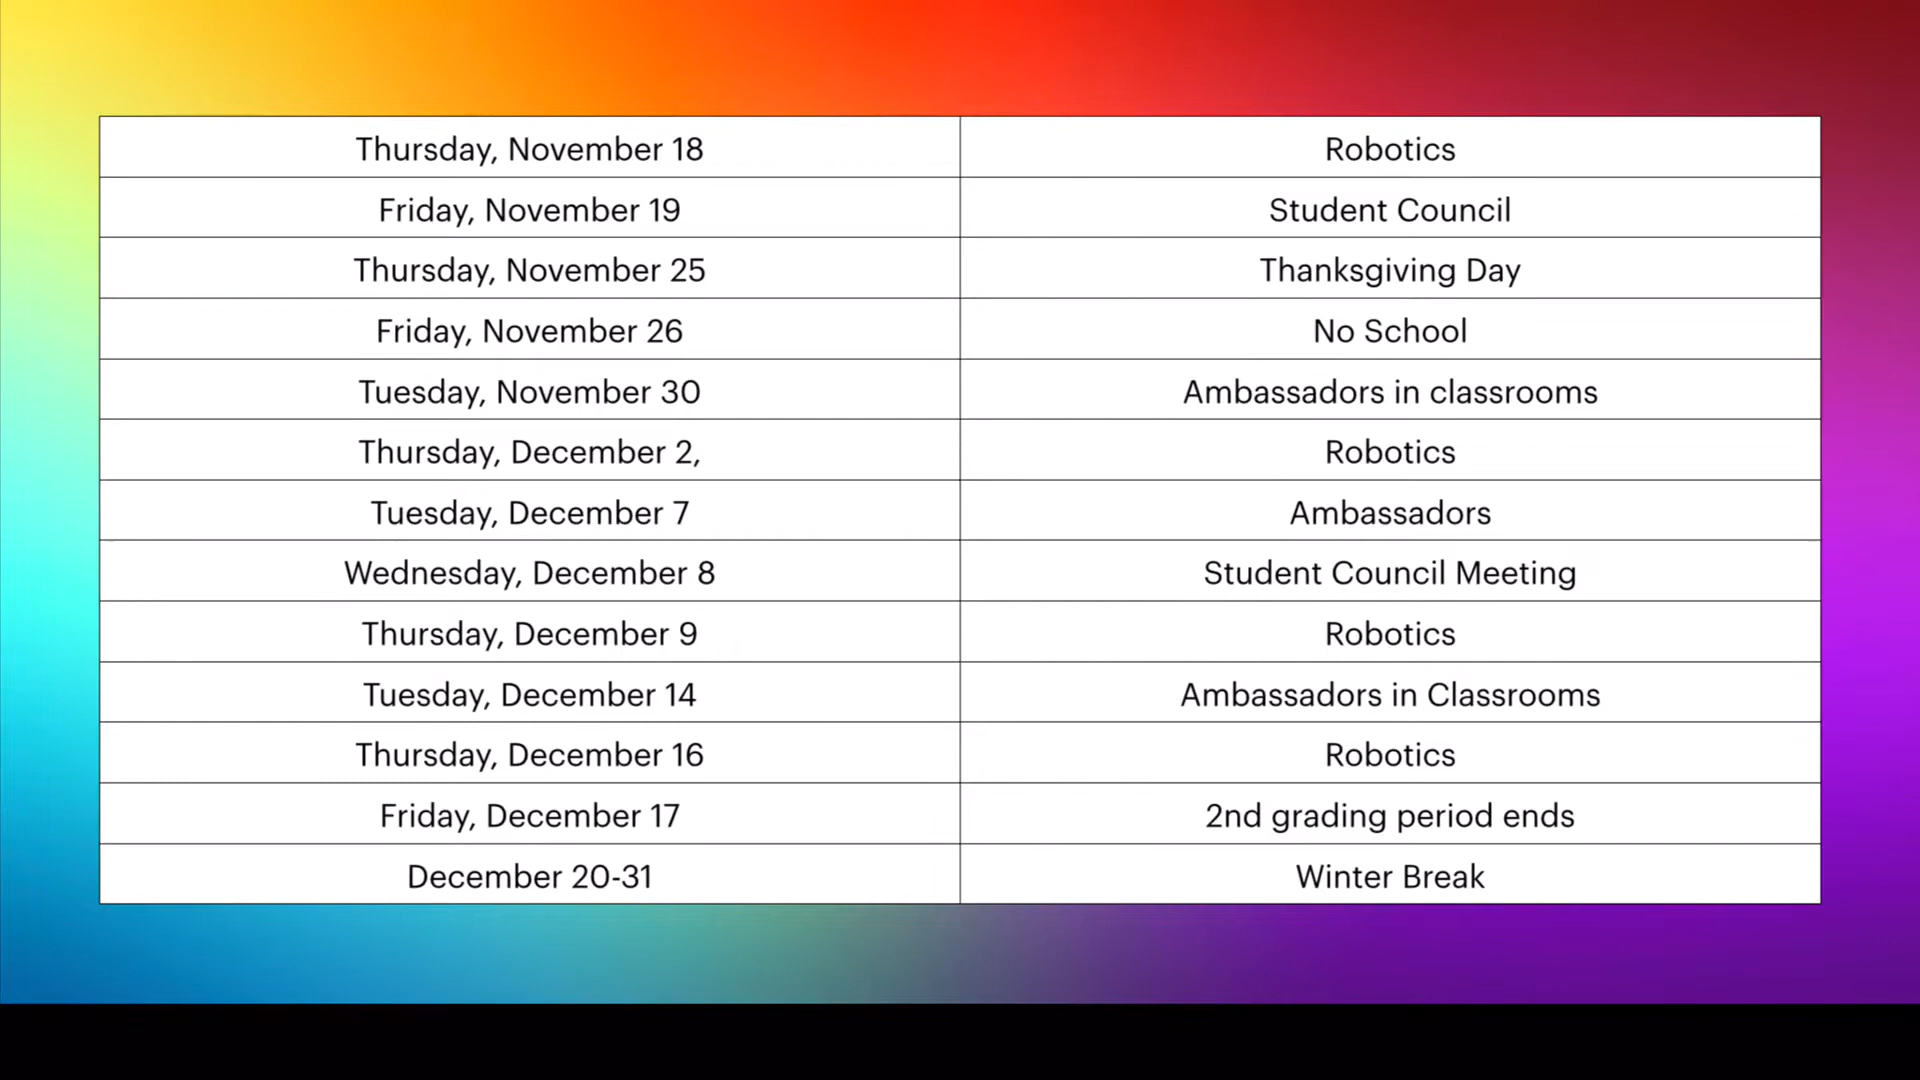 Thursday, November 18 Robotics
Friday, November 19 Student Council
Thursday, November 25 Thanksgiving Day
Friday, November 26 No School
Tuesday, November 30 Ambassadors in classrooms
Thursday, December 2, Robotics
Tuesday, December 7 Ambassadors
Wednesday, December 8 Student Council Meeting
Thursday, December 9 Robotics
Tuesday, December 14 Ambassadors in Classrooms
Thursday, December 16 Robotics
Friday, December 17 2nd grading period ends
December 20-31 Winter Break